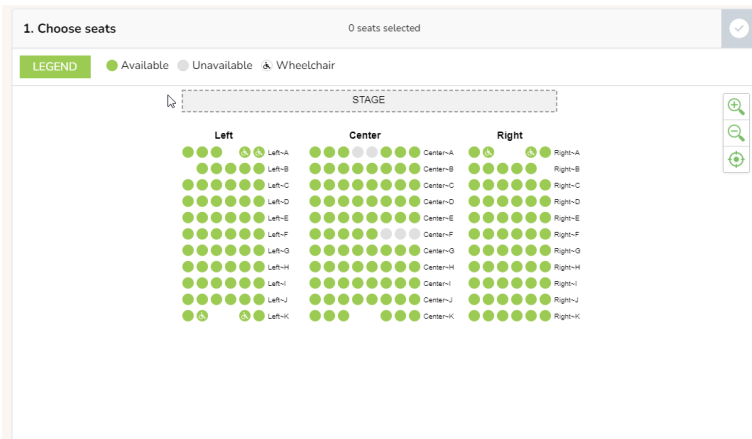 1. Choose seats 0 seats selected
LEGEND Available Unavailable Wheelchair
STAGE
Left Center Right
Left~A Center~A Right~A
Left~B Center~B Right~B
Left~C Center~C Right~C
Left~D Center~D Right~D
Left~E Center~E Right~E
Left~F Center~F Right~F
Left~G Center~G Right~G
Left~H Center~H Right~H
Left~I Center~I Right~I
Left~J Center~J Right~J
Left~K Center~K Right~K